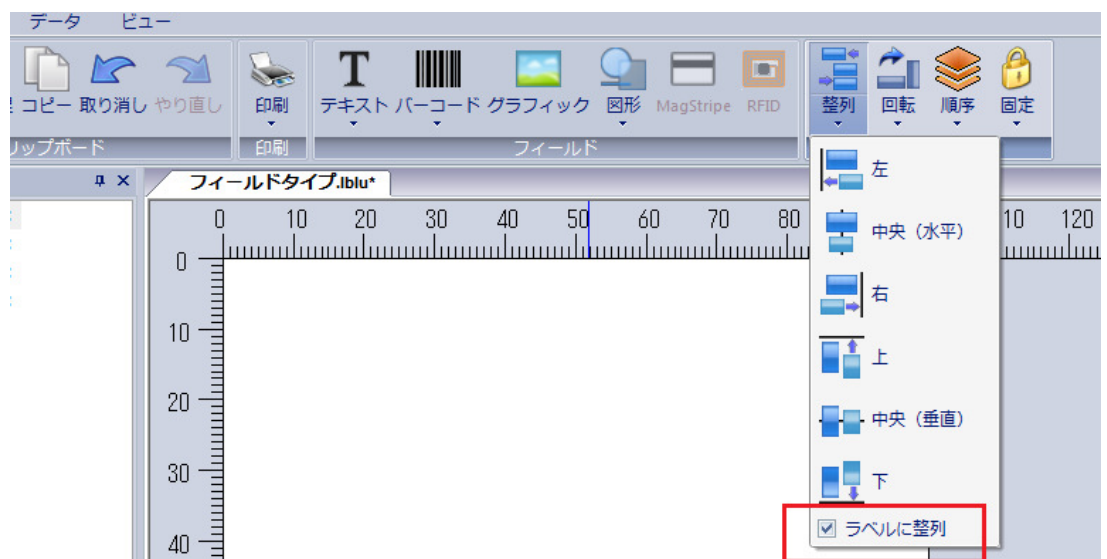 データ ビュー
コピー 取り消し やり直し 印刷 テキスト バーコード グラフィック 図形 MagStripe RFID 整列 回転 順序 固定
リップボード 印刷 フィールド
フィールドタイプ.lblu*
0 10 20 30 40 50 60 70 80 10 120
0
10
20
30
40
左
中央（水平）
右
上
中央（垂直）
下
ラベルに整列